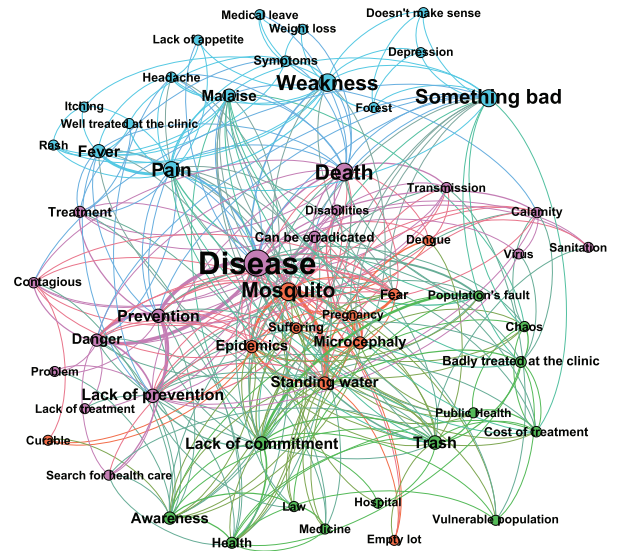 Doesn't make sense
Medical leave
Weight loss
Lack of appetite
Depression
Symptoms
Headache
Weakness
Malaise
Something bad
Itching
Forest
Well treated at the clinic
Rash
Fever
Pain
Death
Transmission
Treatment
Disabilities
Calamity
Can be erradicated
Dengue
Sanitation
Virus
Disease
Contagious
Mosquito
Fear
Population's fault
Prevention
Pregnancy
Suffering
Chaos
Danger
Epidemics
Microcephaly
Badly treated at the clinic
Problem
Standing water
Lack of prevention
Lack of treatment
Public Health
Cost of treatment
Curable
Lack of commitment
Trash
Search for health care
Hospital
Law
Awareness
Vulnerable population
Medicine
Health
Empty lot